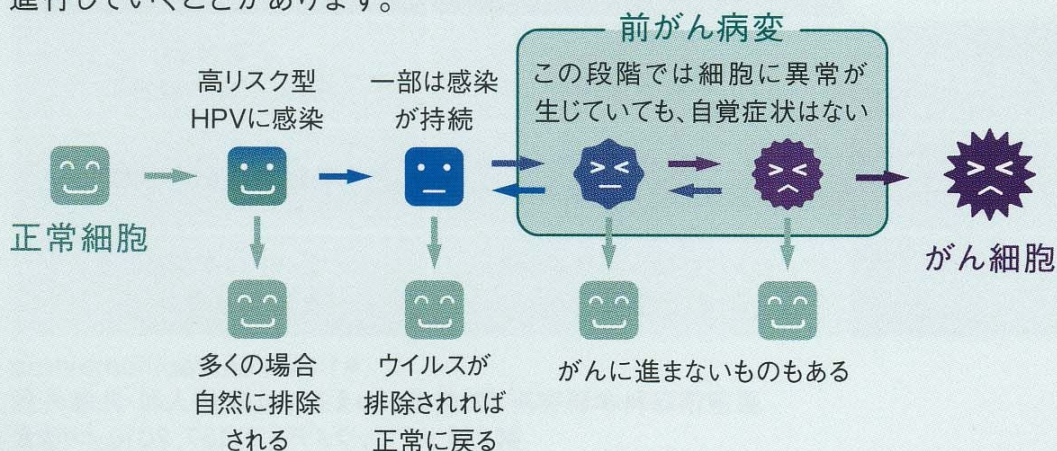 進行していくことがあります。
前がん病変
この段階では細胞に異常が
生じていても、自覚症状はない
高リスク型
HPVに感染
一部は感染
が持続
正常細胞
がん細胞
多くの場合
自然に排除
される
ウイルスが
排除されれば
正常に戻る
がんに進まないものもある